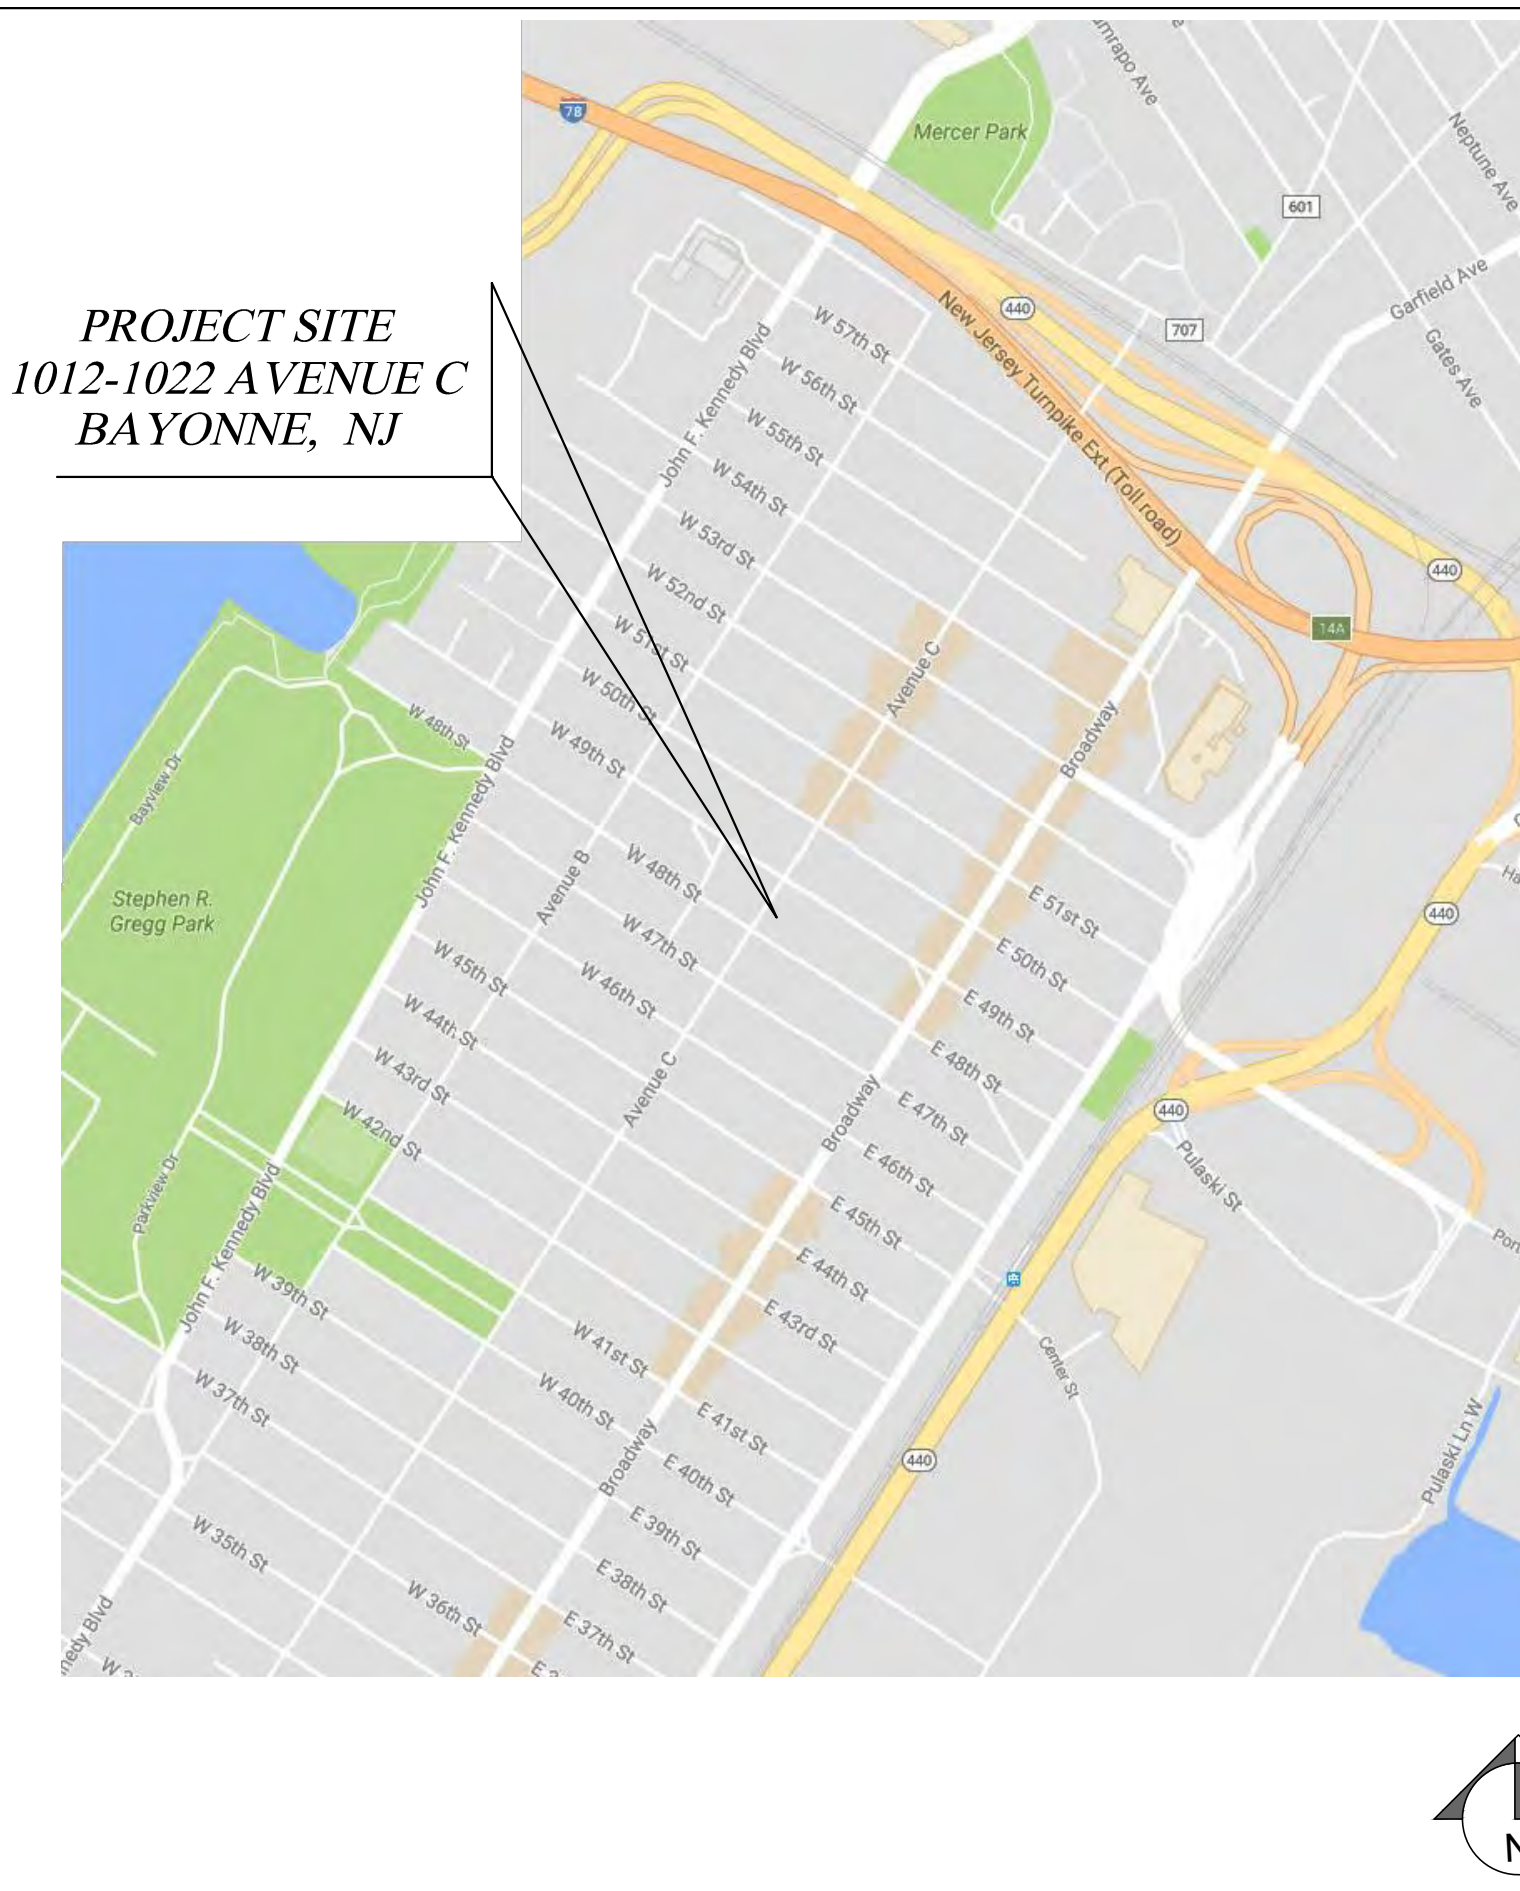 PROJECT SITE
1012-1022 AVENUE C
BAYONNE, NJ
78
Mercer Park
Neptune Ave
601
Garfield Ave
440
707
Gates Ave
New Jersey Turnpike Ext (Toll road)
W 57th St
W 56th St
W 55th St
W 54th St
W 53rd St
W 52nd St
W 51st St
W 50th St
W 49th St
John F. Kennedy Blvd
440
14A
Avenue C
Broadway
W 48th St
Bayview Dr
John F. Kennedy Blvd
Stephen R.
Gregg Park
Avenue B
W 48th St
W 47th St
W 46th St
W 45th St
W 44th St
W 43rd St
W 42nd St
E 51st St
E 50th St
E 49th St
E 48th St
E 47th St
E 46th St
E 45th St
E 44th St
E 43rd St
440
440
Avenue C
Broadway
Pulaski St
Parkview Dr
John F. Kennedy Blvd
W 39th St
W 38th St
W 37th St
W 41st St
W 40th St
E 41st St
E 40th St
E 39th St
E 38th St
E 37th St
Broadway
Center St
440
Pulaski Ln W
W 35th St
W 36th St
N